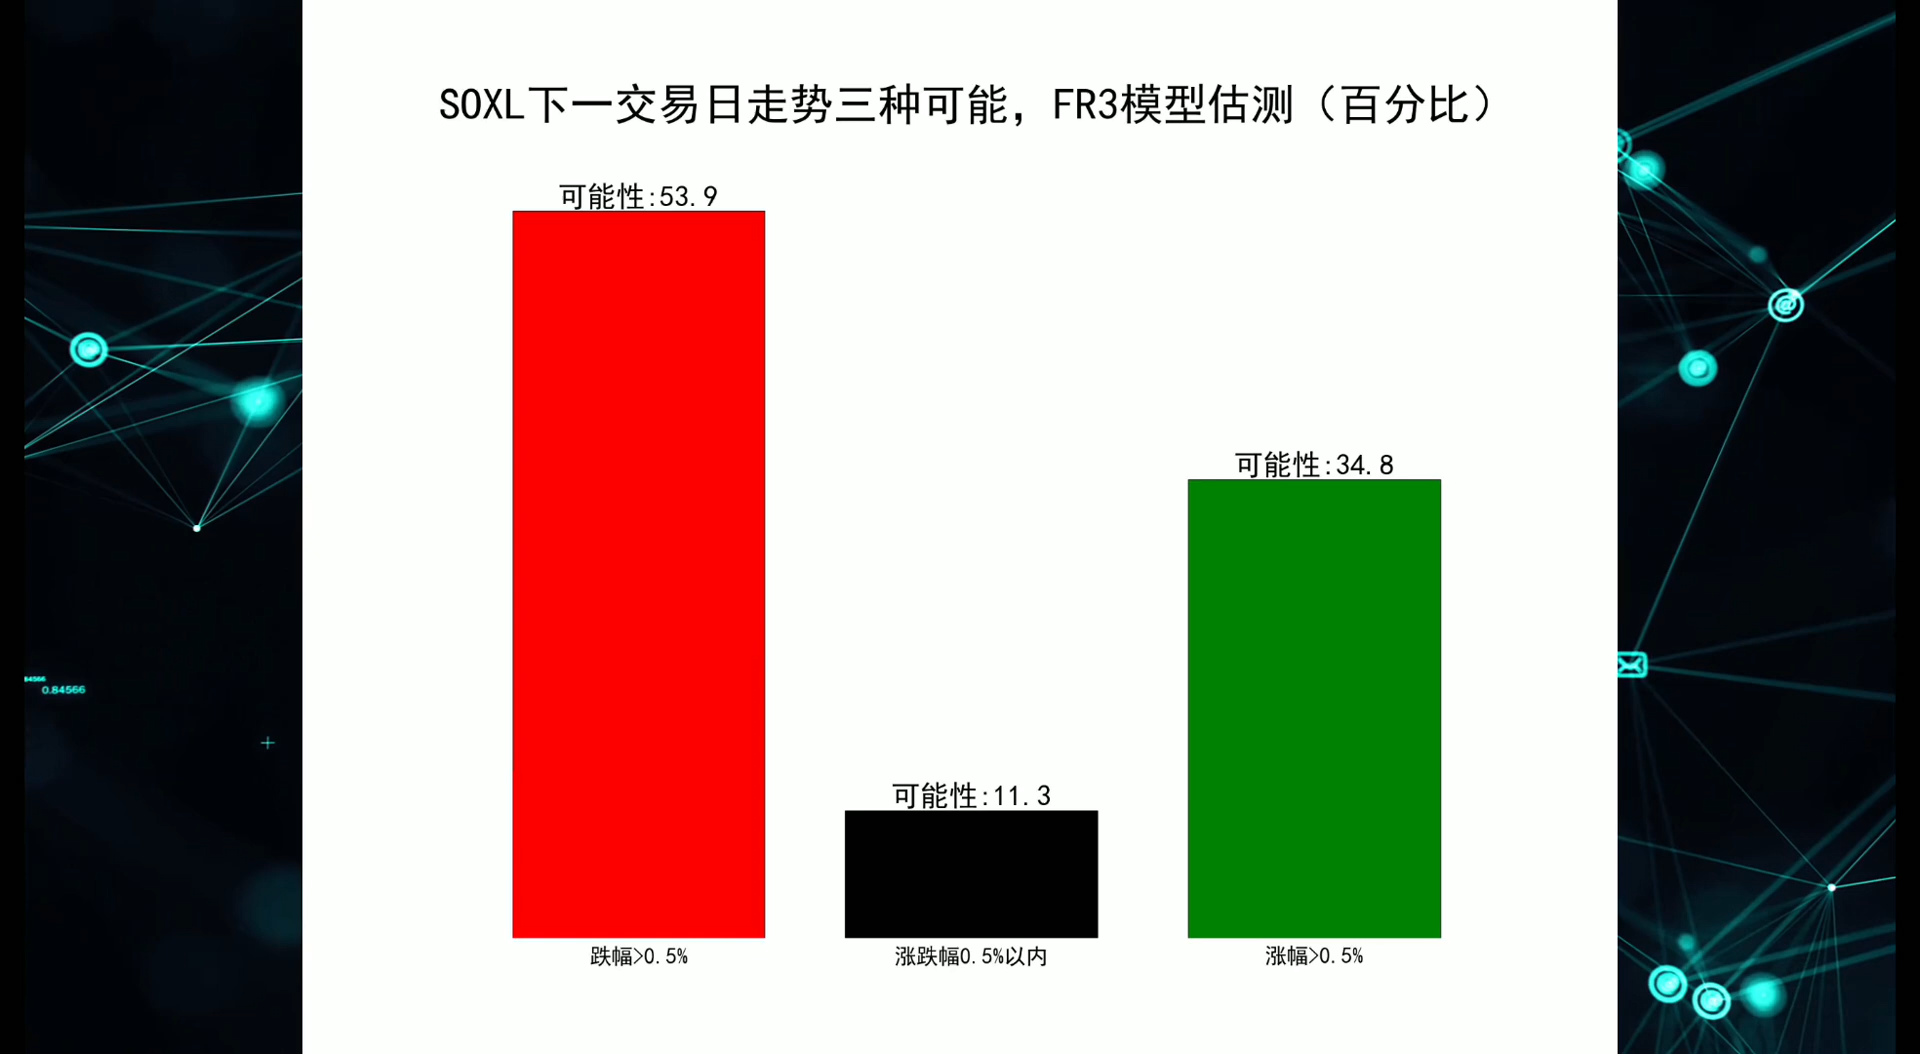 SOXL下一交易日走势三种可能，FR3模型估测（百分比）
可能性:53.9
可能性:34.8
可能性:11.3
跌幅>0.5%
涨跌幅0.5%以内
涨幅>0.5%
84566
0.84566